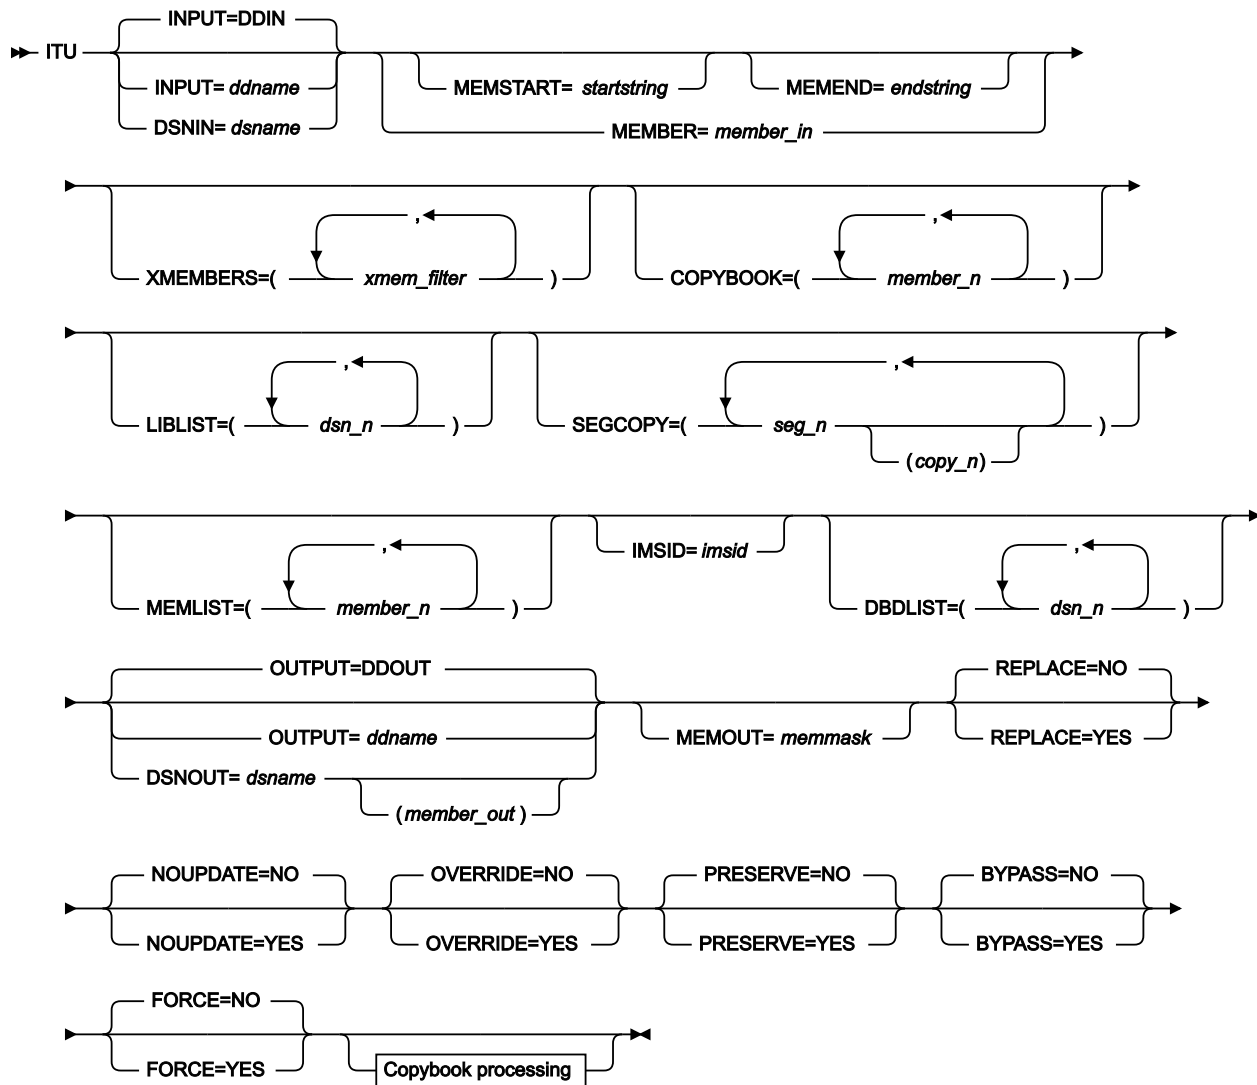 INPUT=DDIN
ITU
INPUT= ddname
DSNIN= dsname
MEMSTART= startstring
MEMEND= endstring
MEMBER= member_in
,
XMEMBERS=( xmem_filter )
,
COPYBOOK=( member_n )
,
LIBLIST=( dsn_n )
,
SEGCOPY=( seg_n )
(copy_n)
,
MEMLIST=( member_n )
IMSID= imsid
,
DBDLIST=( dsn_n )
OUTPUT=DDOUT
OUTPUT= ddname
DSNOUT= dsname
(member_out )
MEMOUT= memmask
REPLACE=NO
REPLACE=YES
NOUPDATE=NO
NOUPDATE=YES
OVERRIDE=NO
OVERRIDE=YES
PRESERVE=NO
PRESERVE=YES
BYPASS=NO
BYPASS=YES
FORCE=NO
FORCE=YES
Copybook processing